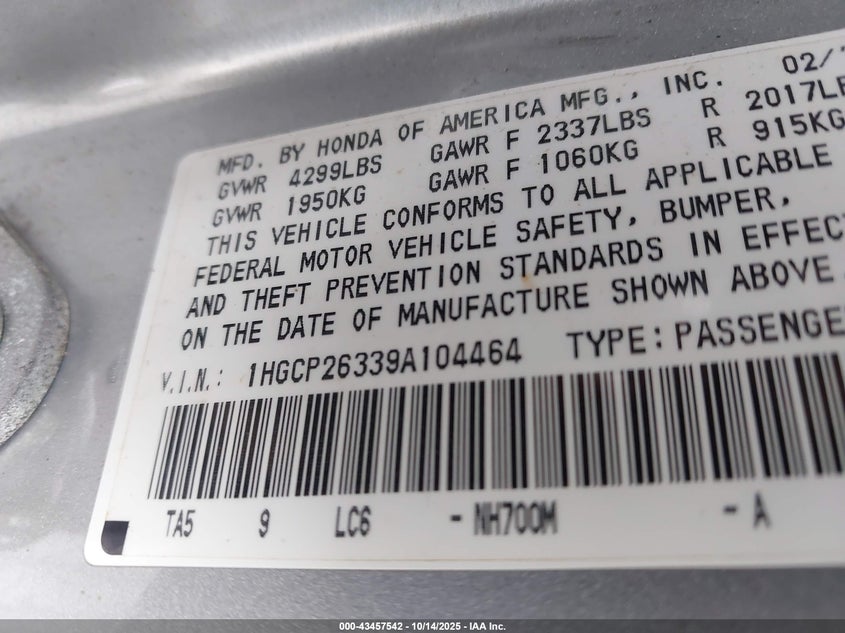 MFD. BY HONDA OF AMERICA MFG., INC. 02/
GVWR 4299LBS GAWR F 2337LBS R 2017LB
GVWR 1950KG GAWR F 1060KG R 915KG
THIS VEHICLE CONFORMS TO ALL APPLICABLE
FEDERAL MOTOR VEHICLE SAFETY, BUMPER,
AND THEFT PREVENTION STANDARDS IN EFFECT
ON THE DATE OF MANUFACTURE SHOWN ABOVE.
V.I.N.: 1HGCP26339A104464 TYPE: PASSENGE
TA5 9 LC6 - NH700M - A
000-43457542 | 10/14/2025 - IAA Inc.